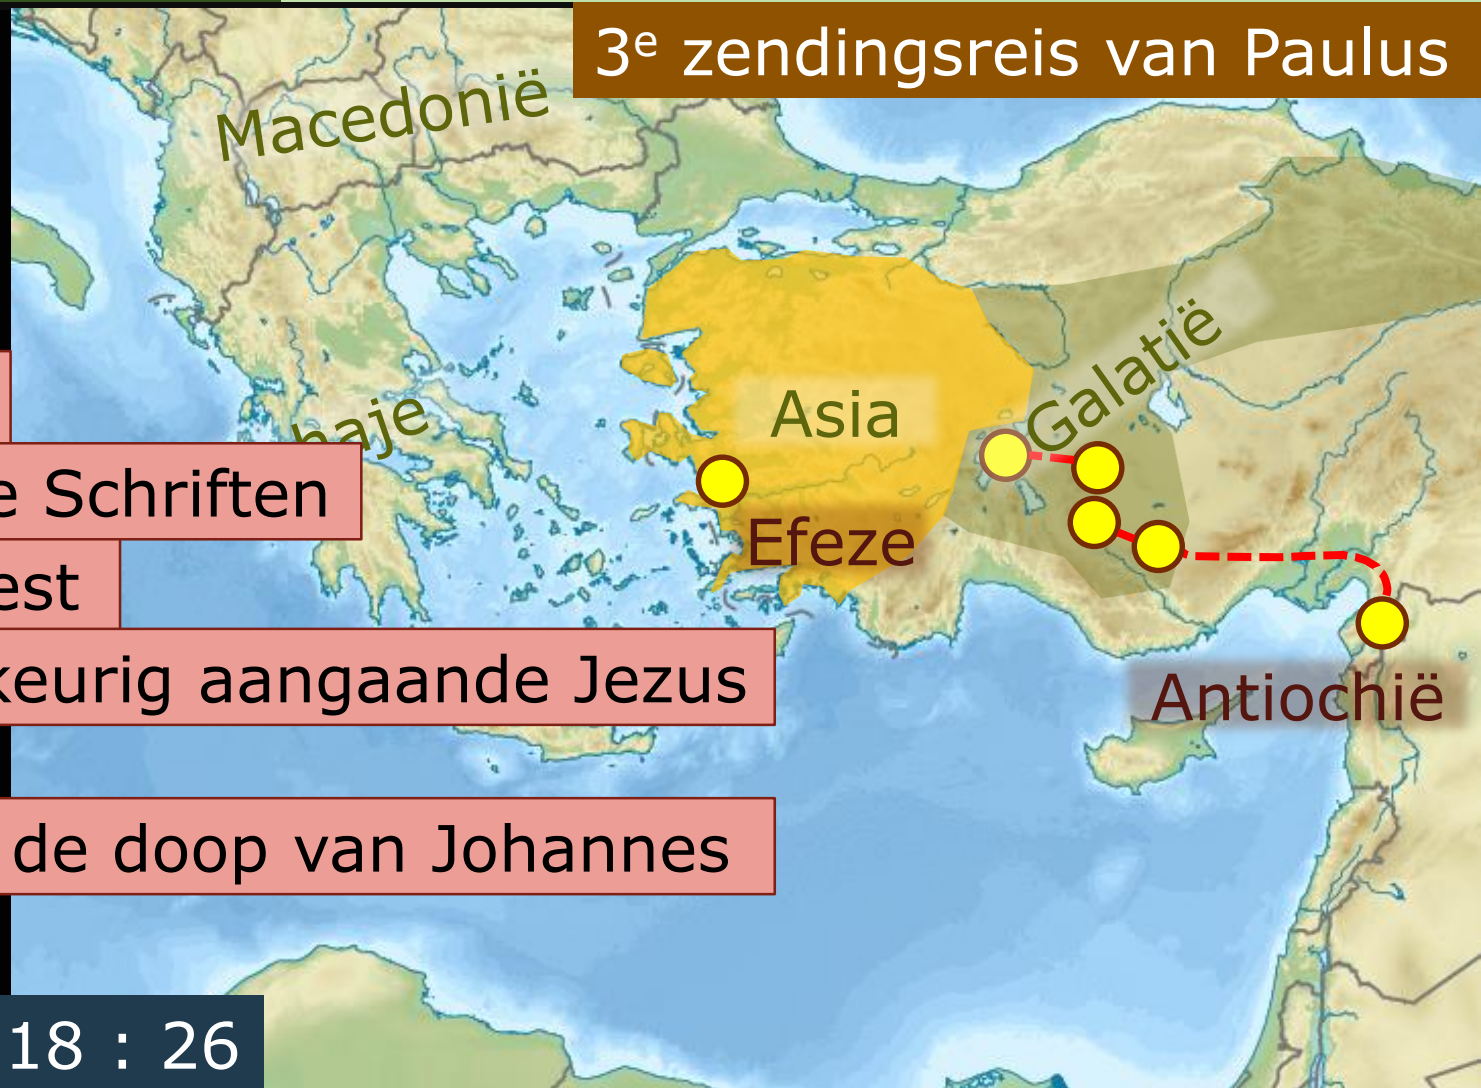 3e zendingsreis van Paulus
Macedonië
Galatië
haje
Asia
e Schriften
Efeze
est
keurig aangaande Jezus
Antiochië
de doop van Johannes
18 : 26